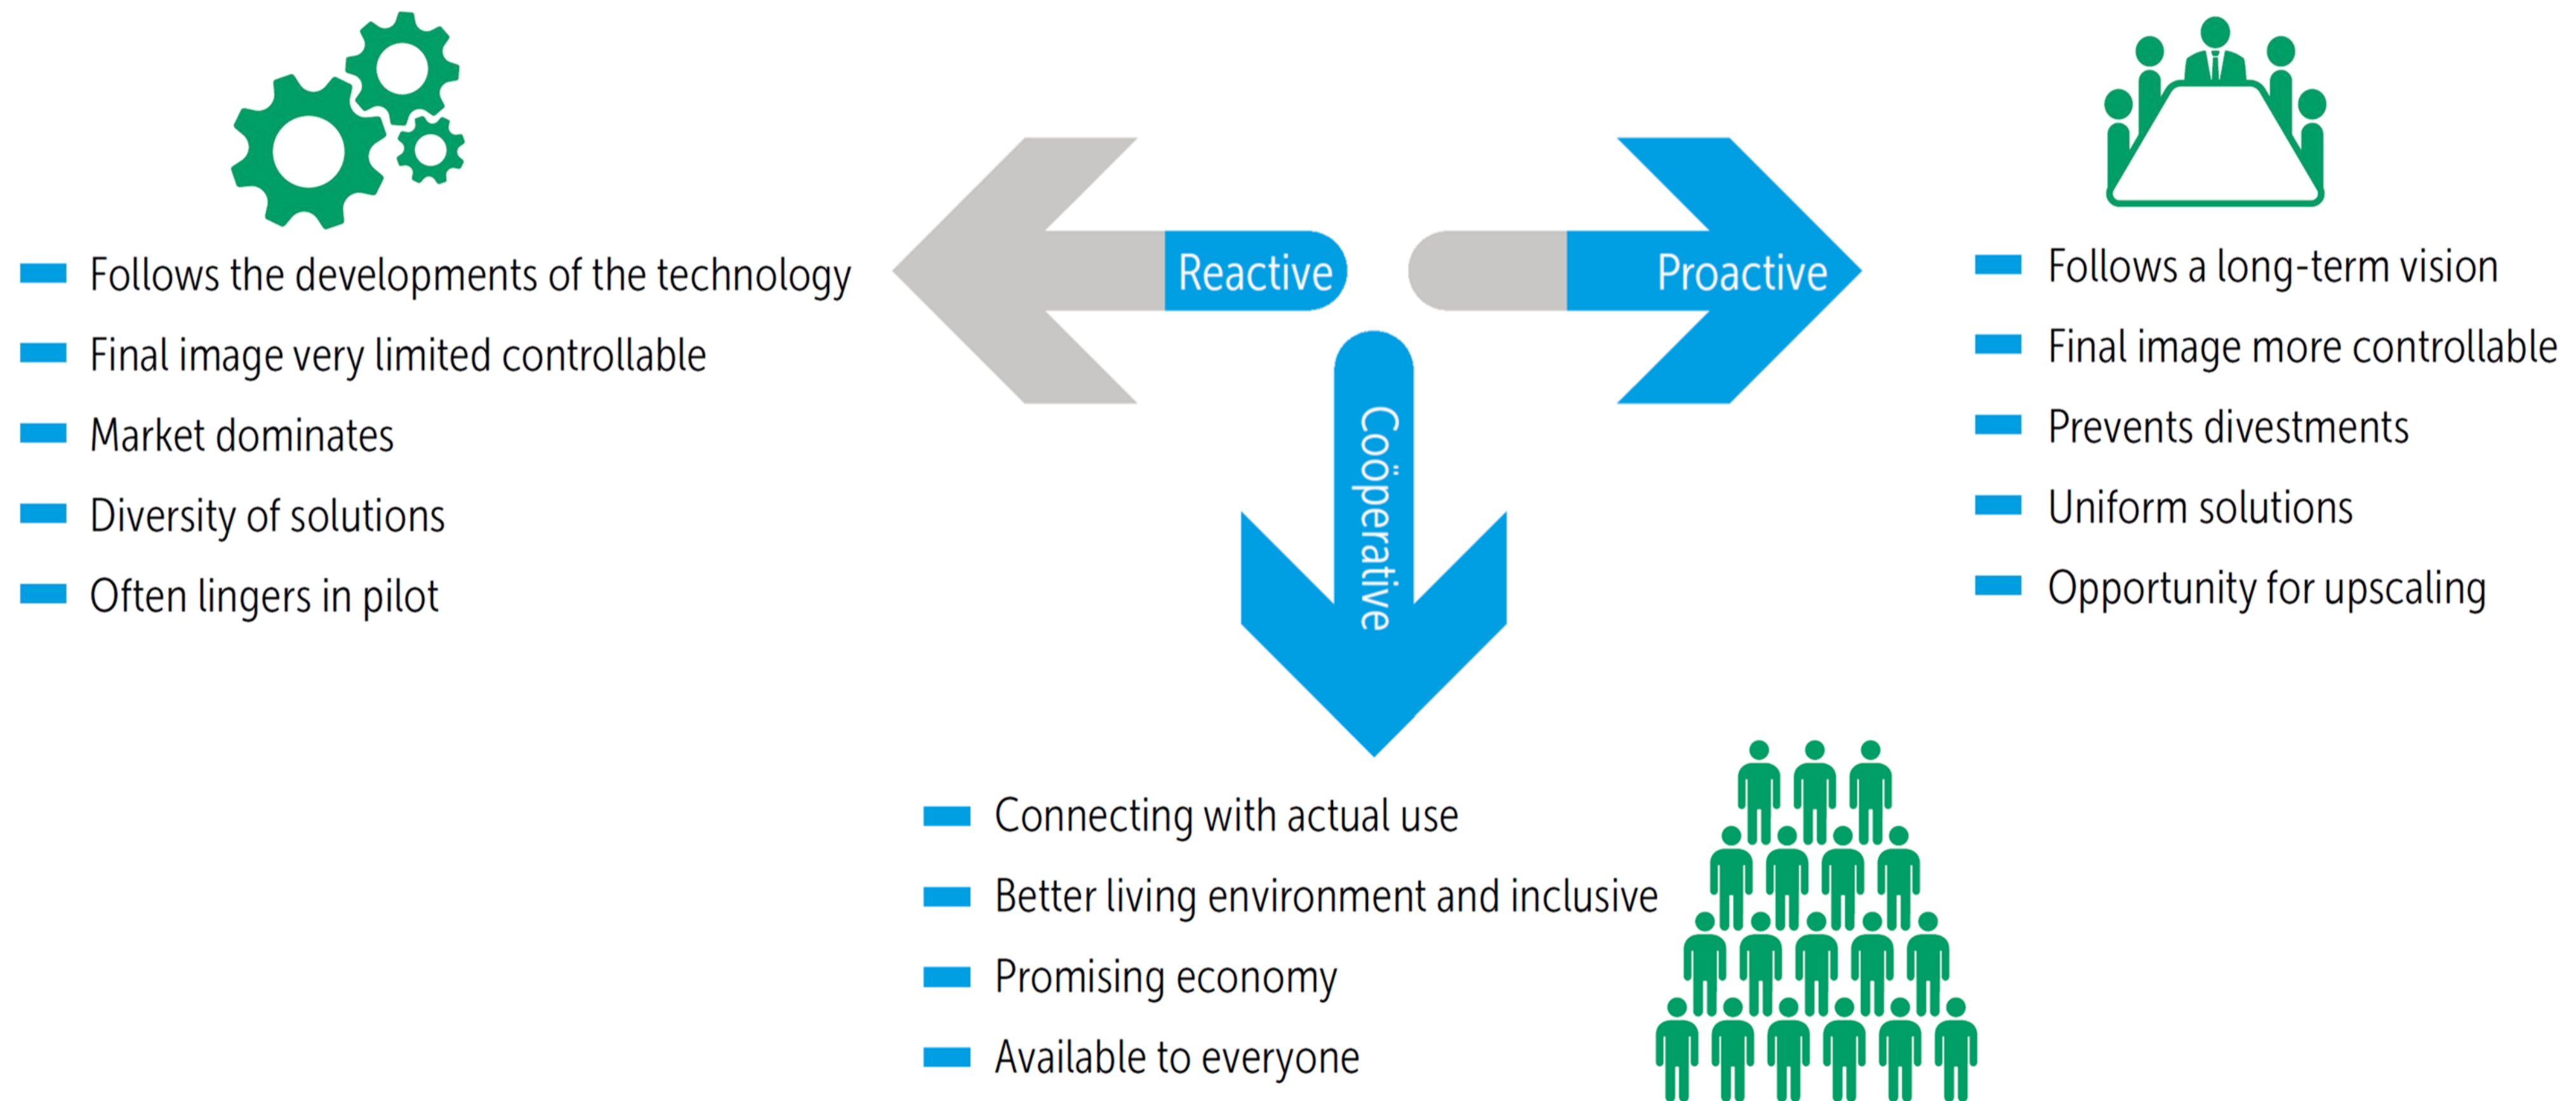 Follows the developments of the technology
Final image very limited controllable
Market dominates
Diversity of solutions
Often lingers in pilot
Reactive
Proactive
Coöperative
Follows a long-term vision
Final image more controllable
Prevents divestments
Uniform solutions
Opportunity for upscaling
Connecting with actual use
Better living environment and inclusive
Promising economy
Available to everyone